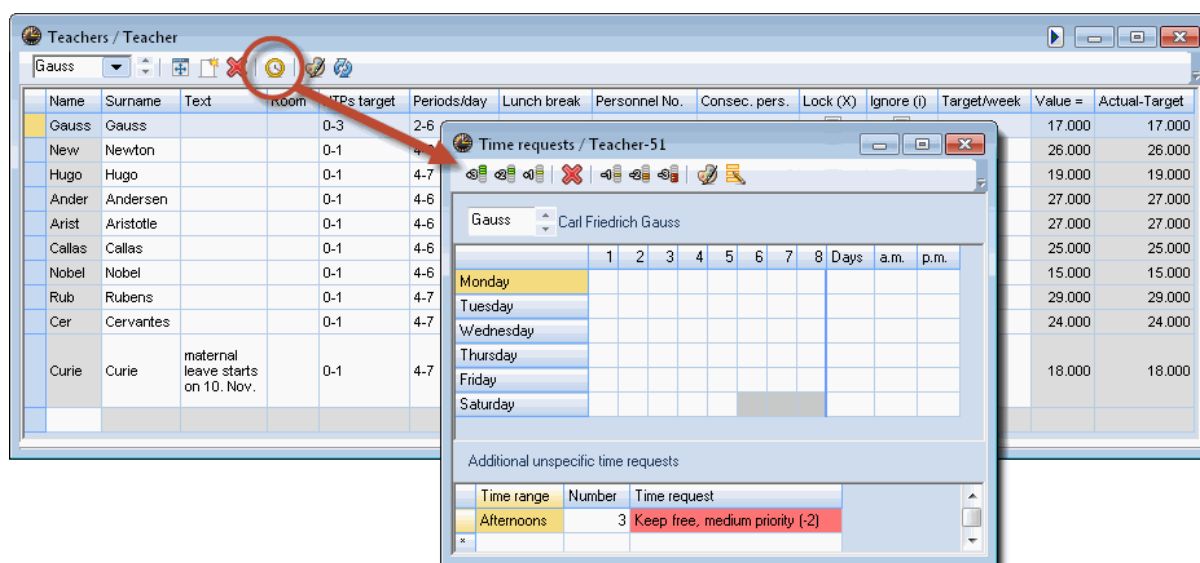 Teachers / Teacher
Gauss
Name Surname Text Room NTPs target Periods/day Lunch break Personnel No. Consec. pers. Lock (X) Ignore (i) Target/week Value = Actual-Target
Gauss Gauss 0-3 2-6 17.000 17.000
New Newton 0-1 26.000 26.000
Hugo Hugo 0-1 4-7 19.000 19.000
Ander Andersen 0-1 4-6 27.000 27.000
Arist Aristotle 0-1 4-6 27.000 27.000
Callas Callas 0-1 4-6 25.000 25.000
Nobel Nobel 0-1 4-6 15.000 15.000
Rub Rubens 0-1 4-7 29.000 29.000
Cer Cervantes 0-1 4-7 24.000 24.000
Curie Curie maternal leave starts on 10. Nov. 0-1 4-7 18.000 18.000
Time requests / Teacher-51
Gauss Carl Friedrich Gauss
1 2 3 4 5 6 7 8 Days a.m. p.m.
Monday
Tuesday
Wednesday
Thursday
Friday
Saturday
Additional unspecific time requests
Time range Number Time request
Afternoons 3 Keep free, medium priority (-2)
*